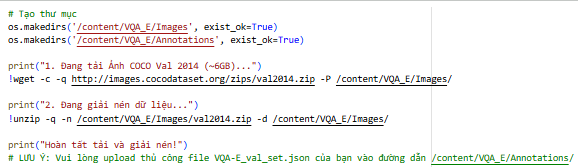 # Tạo thư mục
os.makedirs('/content/VQA_E/Images', exist_ok=True)
os.makedirs('/content/VQA_E/Annotations', exist_ok=True)
print("1. Đang tải Ảnh COCO Val 2014 (~6GB)...")
!wget -c -q http://images.cocodataset.org/zips/val2014.zip -P /content/VQA_E/Images/
print("2. Đang giải nén dữ liệu...")
!unzip -q -n /content/VQA_E/Images/val2014.zip -d /content/VQA_E/Images/
print("Hoàn tất tải và giải nén!")
# LƯU Ý: Vui lòng upload thủ công file VQA-E_val_set.json của bạn vào đường dẫn /content/VQA_E/Annotations/